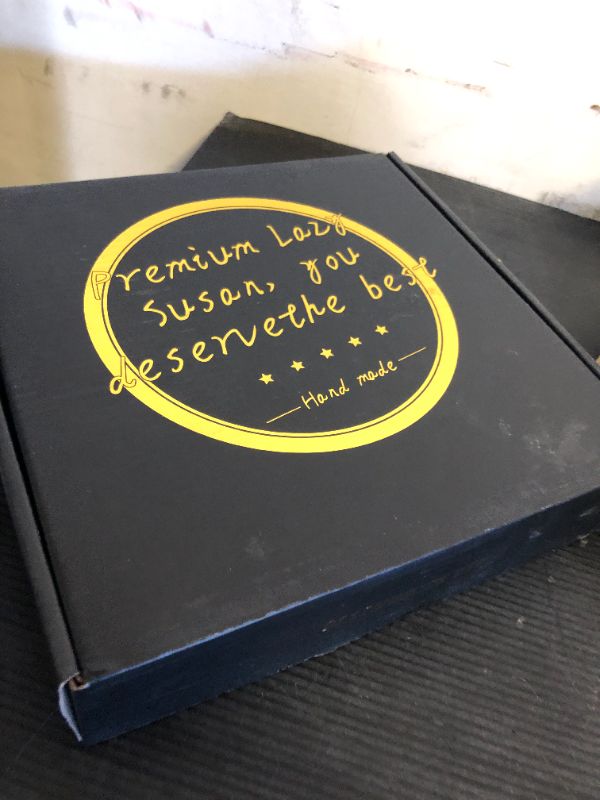 Premium Lazy
Susan, you
deservethe best
★★★★★
—Hand made—